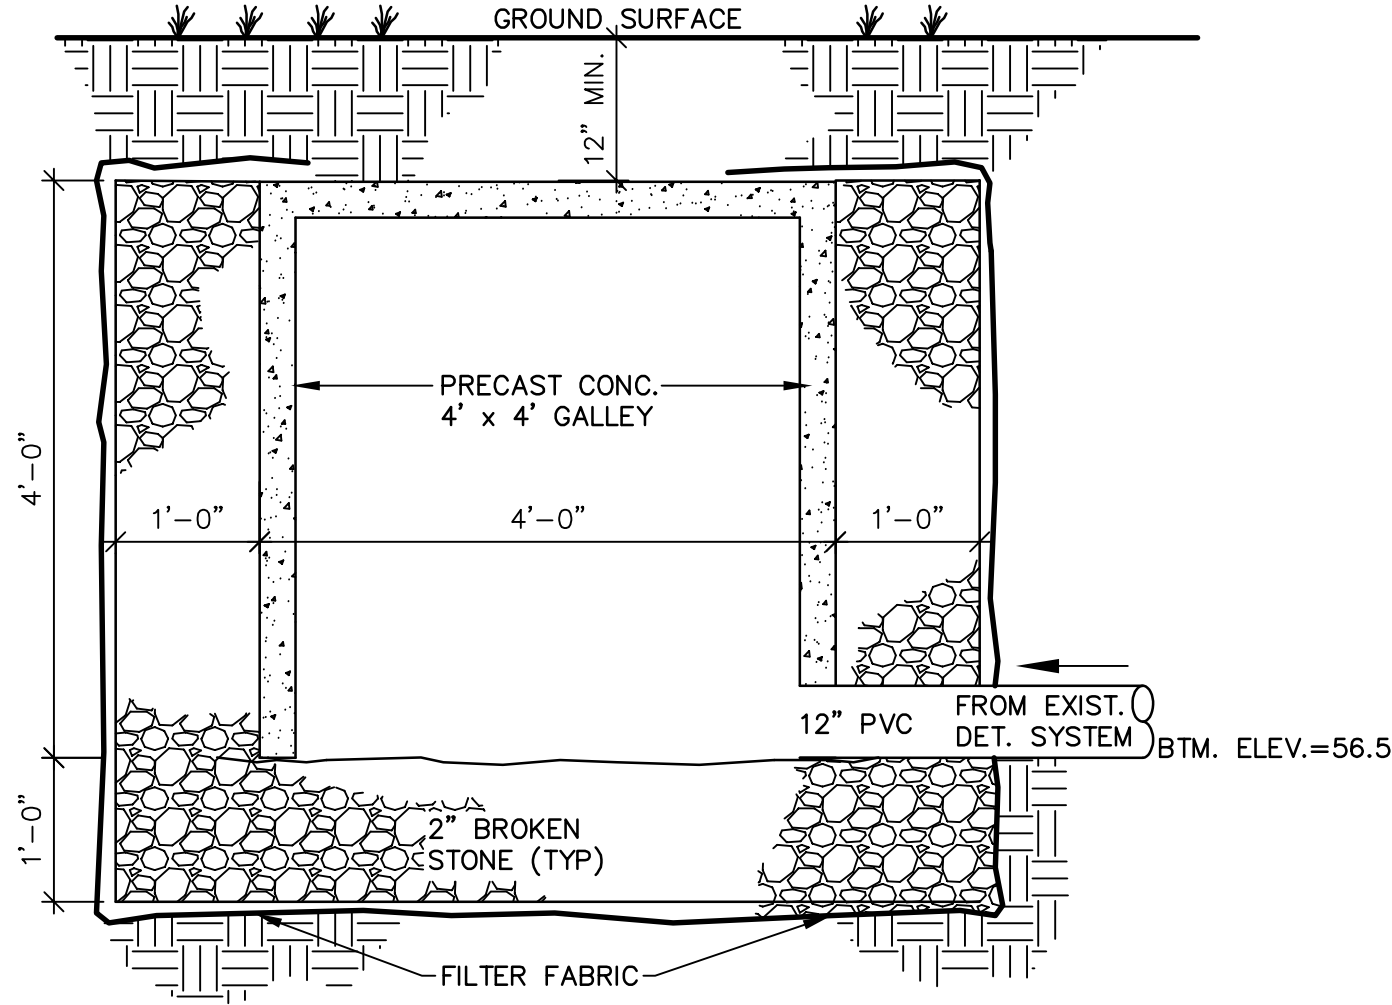 GROUND SURFACE
12" MIN.
PRECAST CONC.
4' x 4' GALLEY
4'-0"
1'-0"
4'-0"
1'-0"
12" PVC
FROM EXIST.
DET. SYSTEM
BTM. ELEV.=56.5
1'-0"
2" BROKEN
STONE (TYP)
FILTER FABRIC